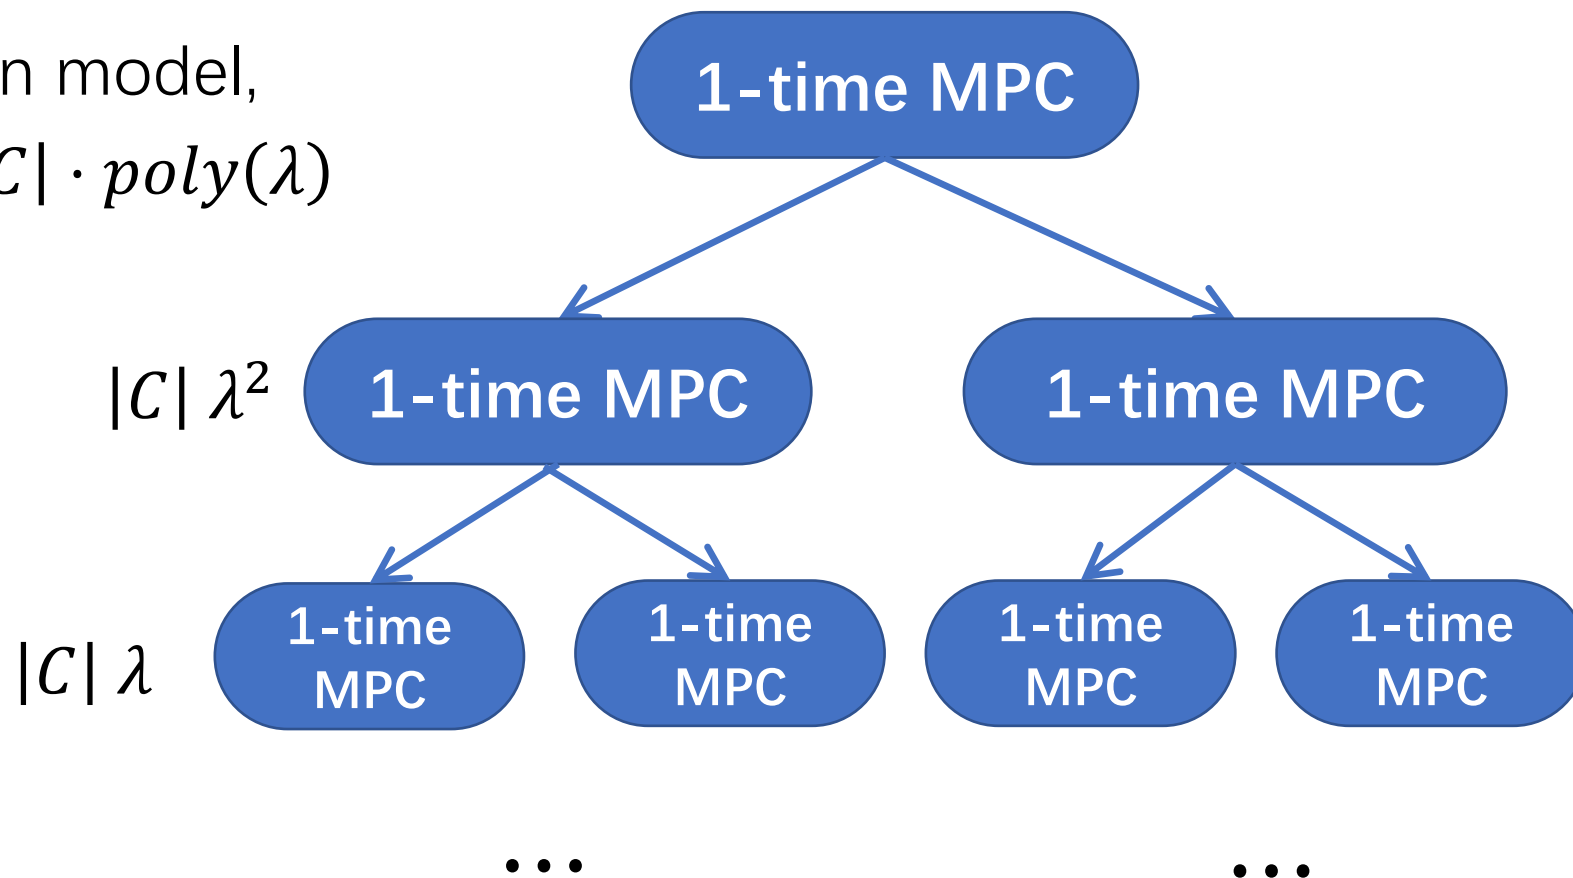 n model,
1-time MPC
C| · poly(λ)
|C| λ²
1-time MPC
1-time MPC
|C| λ
1-time
MPC
1-time
MPC
1-time
MPC
1-time
MPC
...
...